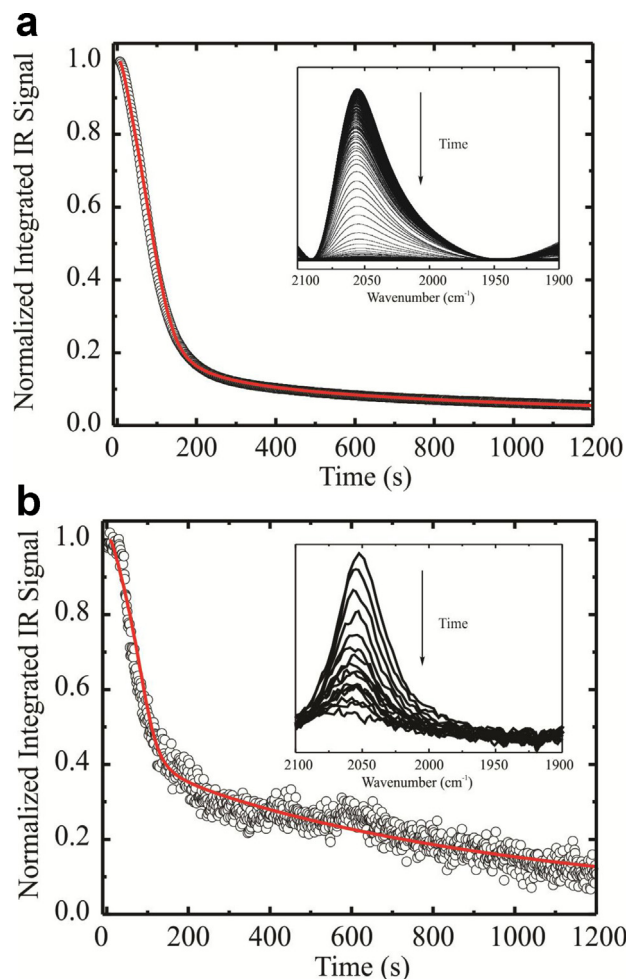 a
Normalized Integrated IR Signal
1.0
0.8
0.6
0.4
0.2
0.0
0 200 400 600 800 1000 1200
Time (s)
Time
2100 2050 2000 1950 1900
Wavenumber (cm-1)
b
Normalized Integrated IR Signal
1.0
0.8
0.6
0.4
0.2
0.0
0 200 400 600 800 1000 1200
Time (s)
Time
2100 2050 2000 1950 1900
Wavenumber (cm-1)